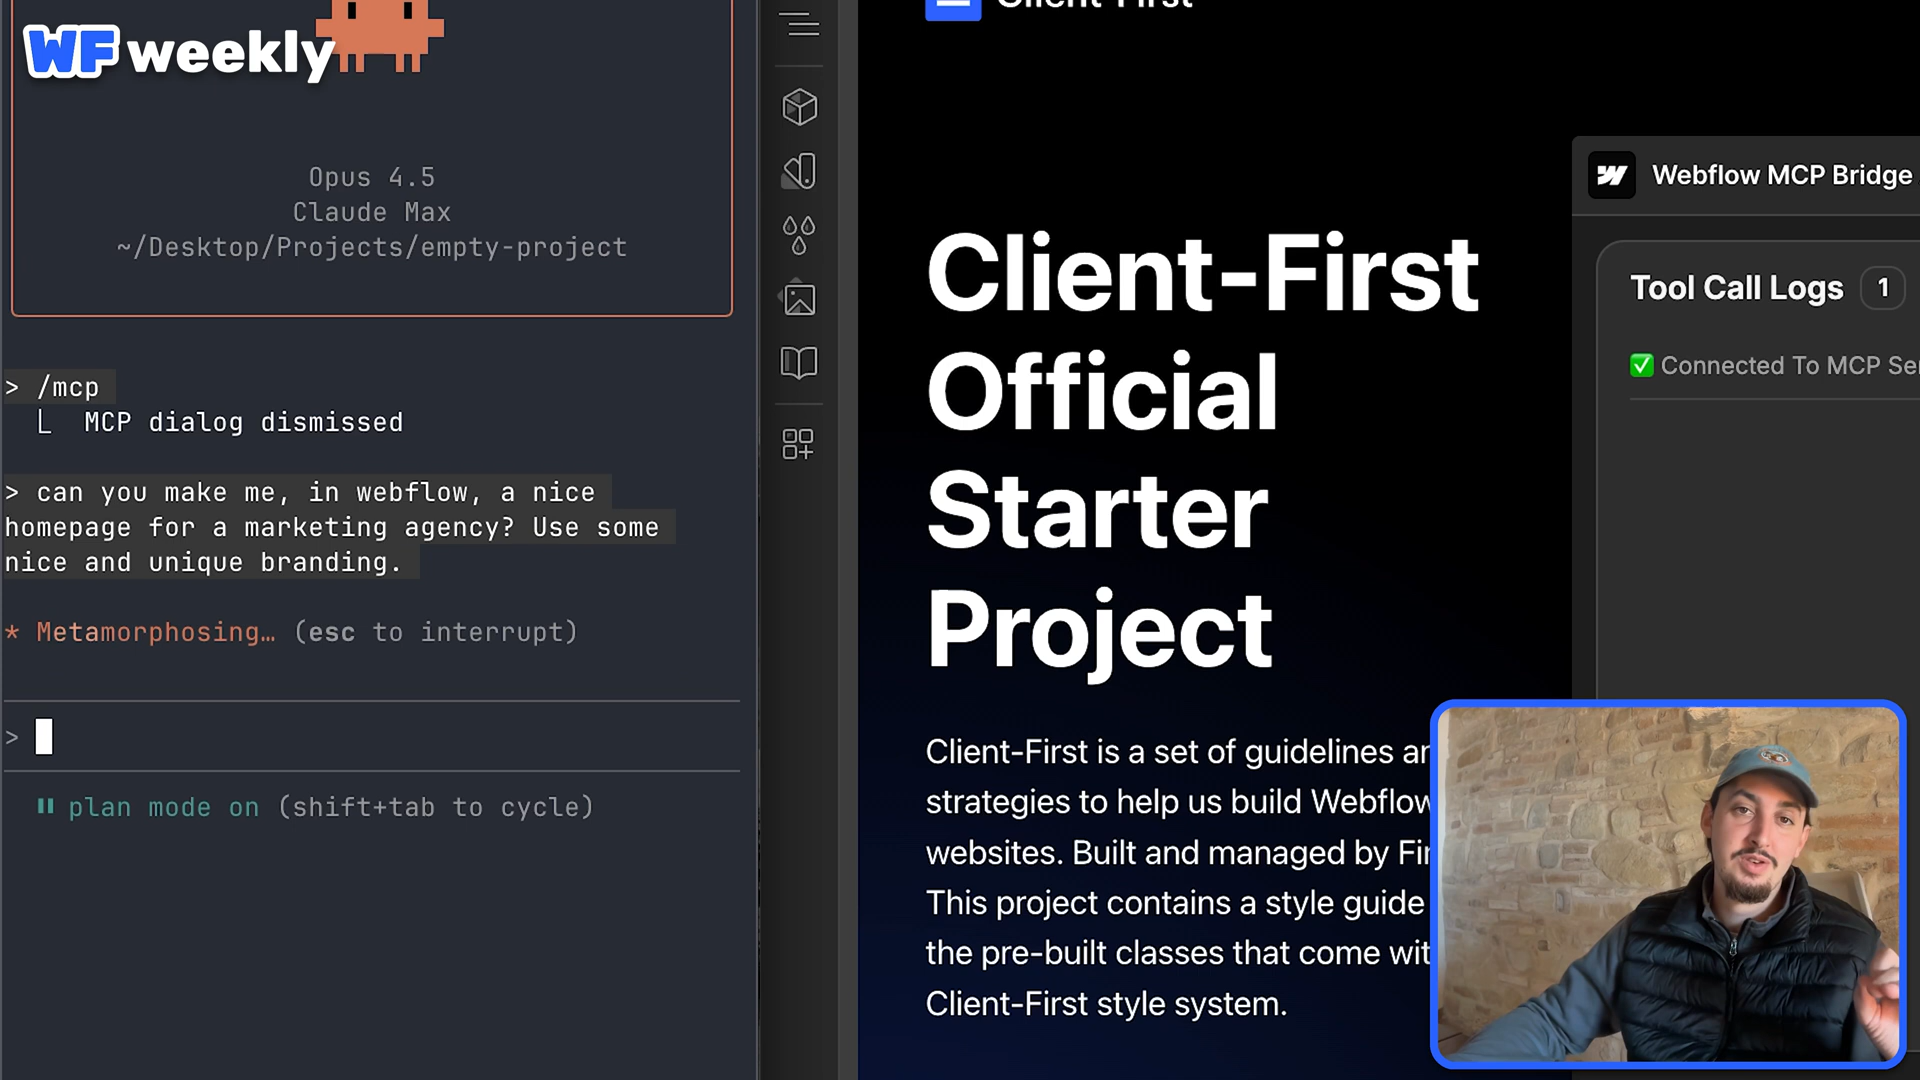 WF weekly
Opus 4.5
Claude Max
~/Desktop/Projects/empty-project
> /mcp
MCP dialog dismissed
> can you make me, in webflow, a nice
homepage for a marketing agency? Use some
nice and unique branding.
* Metamorphosing… (esc to interrupt)
>
plan mode on (shift+tab to cycle)
Client-First
Client-First
Official
Starter
Project
Client-First is a set of guidelines
strategies to help us build Webflow
websites. Built and managed by
This project contains a style guide
the pre-built classes that come
Client-First style system.
Webflow MCP Bridge
Tool Call Logs 1
✅ Connected To MCP